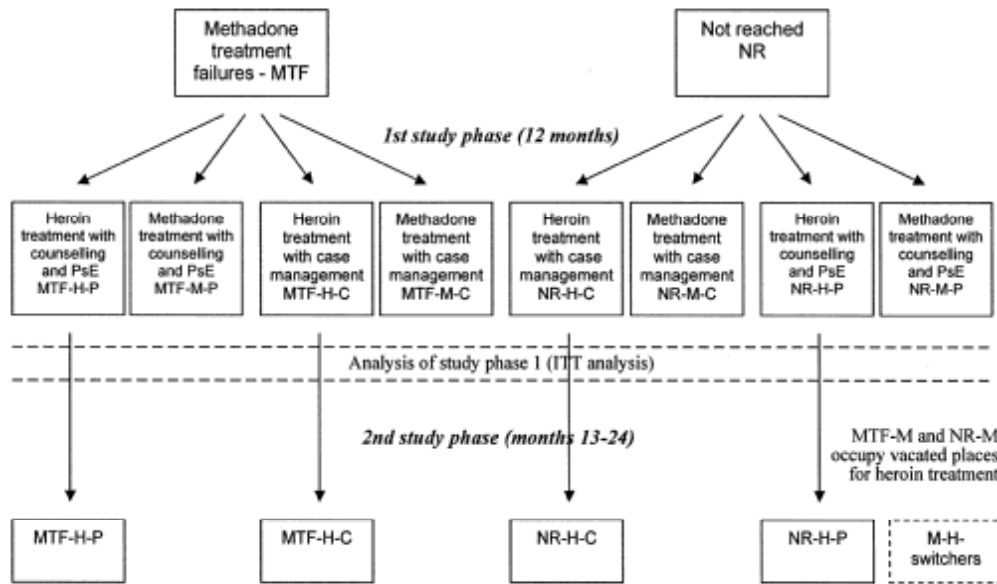 Methadone
treatment
failures - MTF
Not reached
NR
1st study phase (12 months)
Heroin
treatment with
counselling
and PsE
MTF-H-P
Methadone
treatment with
counselling
and PsE
MTF-M-P
Heroin
treatment
with case
management
MTF-H-C
Methadone
treatment
with case
management
MTF-M-C
Heroin
treatment
with case
management
NR-H-C
Methadone
treatment
with case
management
NR-M-C
Heroin
treatment with
counselling
and PsE
NR-H-P
Methadone
treatment with
counselling
and PsE
NR-M-P
Analysis of study phase 1 (ITT analysis)
2nd study phase (months 13-24)
MTF-M and NR-M
occupy vacated places
for heroin treatment
MTF-H-P
MTF-H-C
NR-H-C
NR-H-P
M-H-
switchers